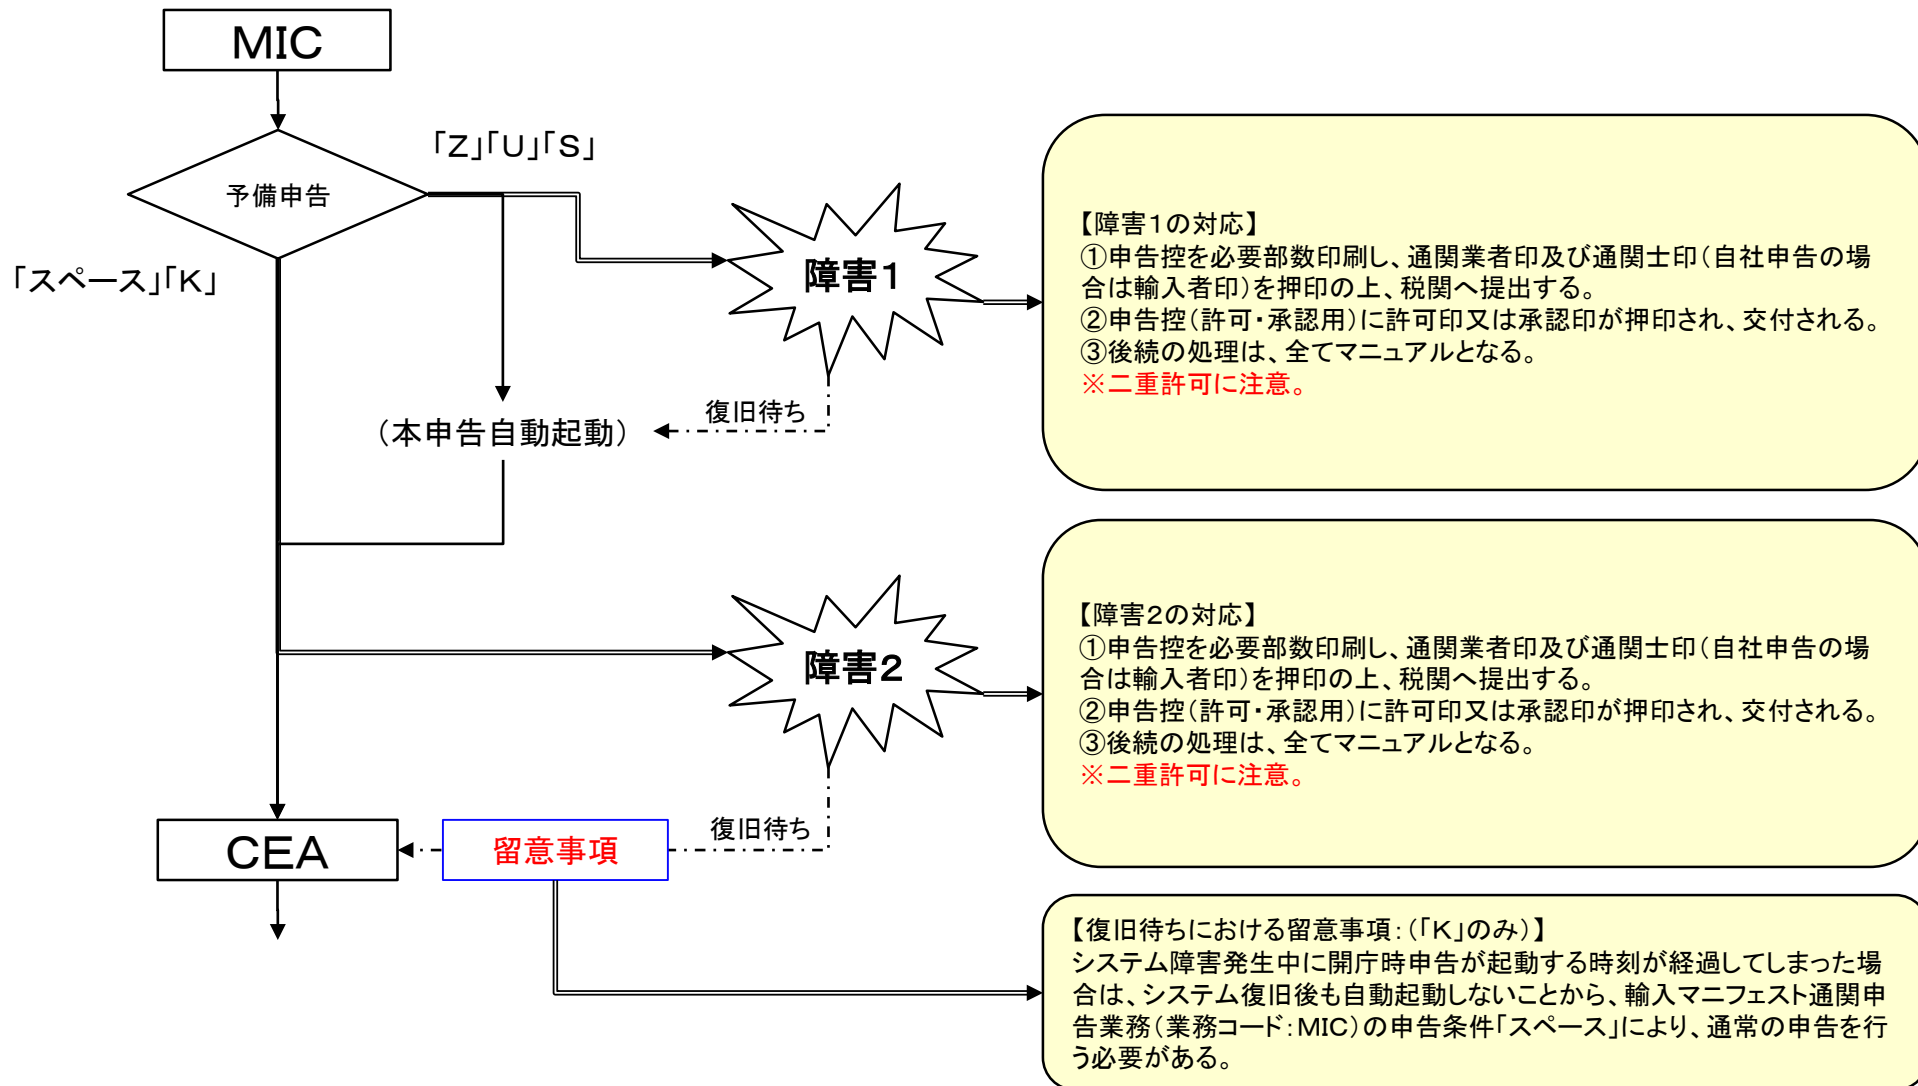 MIC
「Z」「U」「S」
予備申告
「スペース」「K」
障害1
【障害1の対応】
①申告控を必要部数印刷し、通関業者印及び通関士印(自社申告の場
合は輸入者印)を押印の上、税関へ提出する。
②申告控(許可・承認用)に許可印又は承認印が押印され、交付される。
③後続の処理は、全てマニュアルとなる。
※二重許可に注意。
復旧待ち
(本申告自動起動)
障害2
【障害2の対応】
①申告控を必要部数印刷し、通関業者印及び通関士印(自社申告の場
合は輸入者印)を押印の上、税関へ提出する。
②申告控(許可・承認用)に許可印又は承認印が押印され、交付される。
③後続の処理は、全てマニュアルとなる。
※二重許可に注意。
復旧待ち
CEA
留意事項
【復旧待ちにおける留意事項:(「K」のみ)】
システム障害発生中に開庁時申告が起動する時刻が経過してしまった場
合は、システム復旧後も自動起動しないことから、輸入マニフェスト通関申
告業務(業務コード:MIC)の申告条件「スペース」により、通常の申告を行
う必要がある。